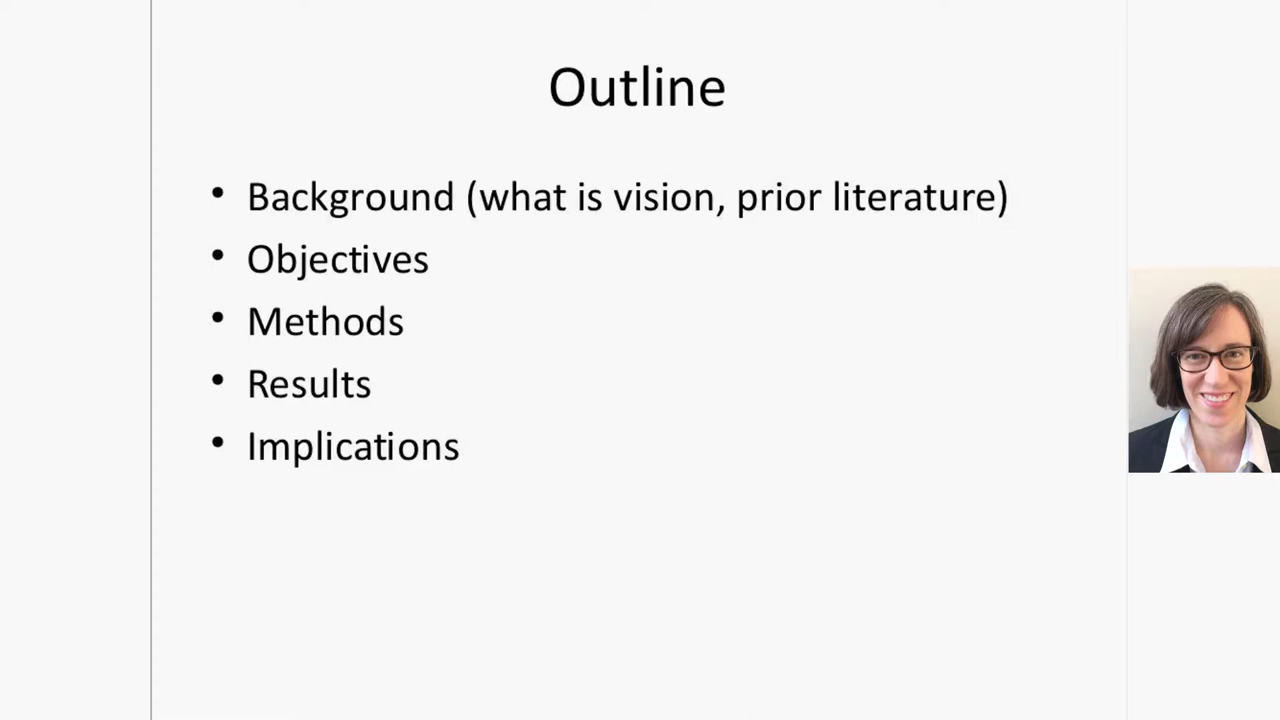 Outline
• Background (what is vision, prior literature)
• Objectives
• Methods
• Results
• Implications